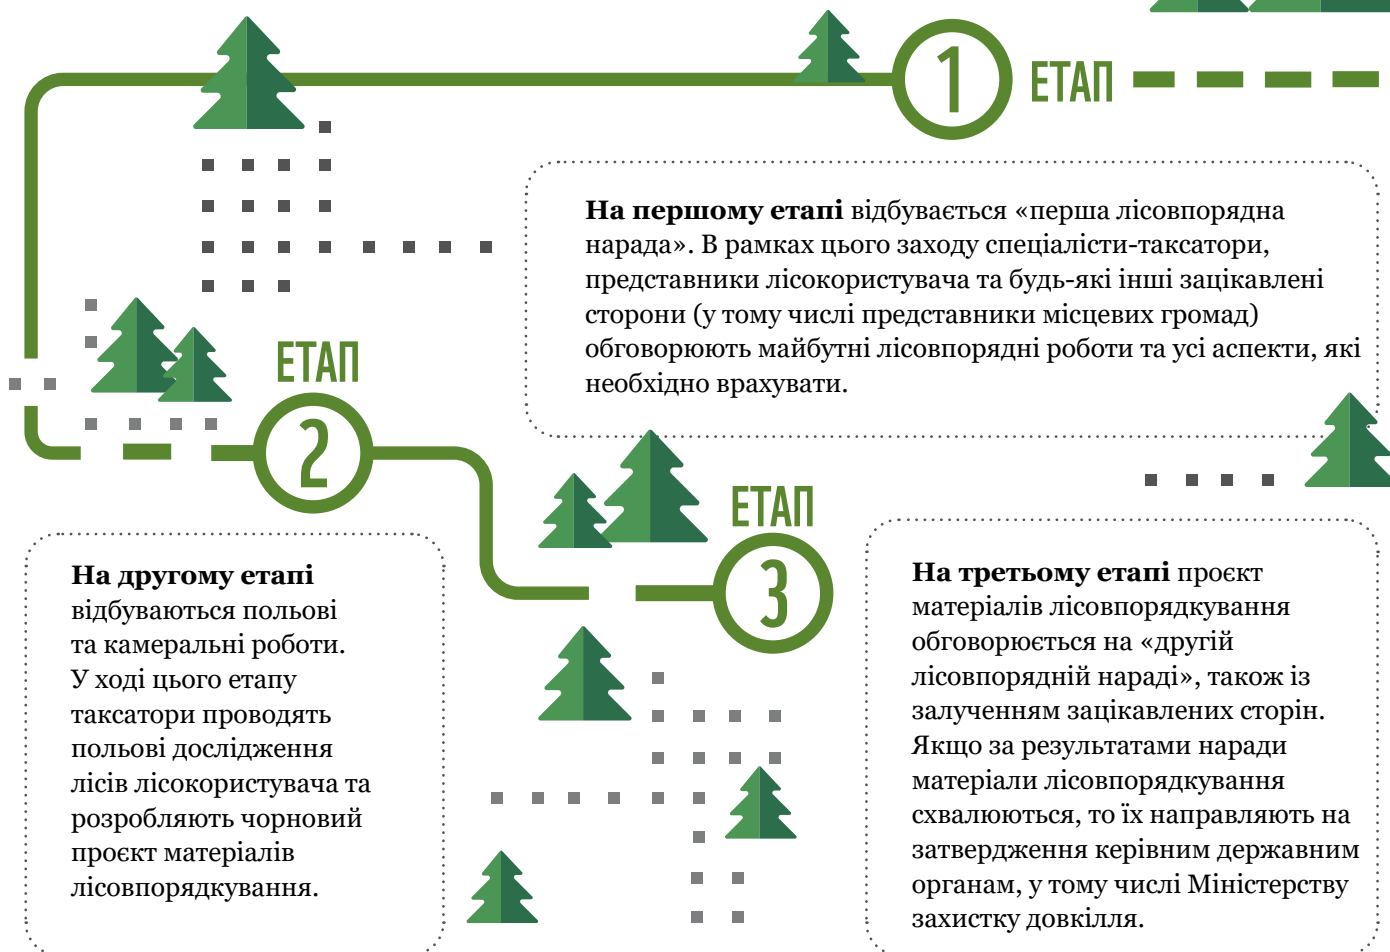 1 ЕТАП
На першому етапі відбувається «перша лісовпорядна
нарада». В рамках цього заходу спеціалісти-таксатори,
представники лісокористувача та будь-які інші зацікавлені
сторони (у тому числі представники місцевих громад)
обговорюють майбутні лісовпорядні роботи та усі аспекти, які
необхідно врахувати.
ЕТАП
2
На другому етапі
відбуваються польові
та камеральні роботи.
У ході цього етапу
таксатори проводять
польові дослідження
лісів лісокористувача та
розробляють чорновий
проєкт матеріалів
лісовпорядкування.
ЕТАП
3
На третьому етапі проєкт
матеріалів лісовпорядкування
обговорюється на «другій
лісовпорядній нараді», також із
залученням зацікавлених сторін.
Якщо за результатами наради
матеріали лісовпорядкування
схвалюються, то їх направляють на
затвердження керівним державним
органам, у тому числі Міністерству
захистку довкілля.